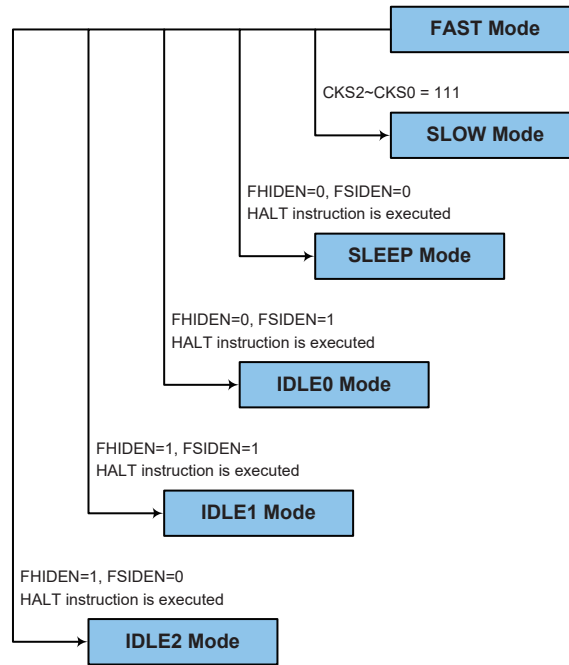 FAST Mode
CKS2~CKS0 = 111
SLOW Mode
FHIDEN=0, FSIDEN=0
HALT instruction is executed
SLEEP Mode
FHIDEN=0, FSIDEN=1
HALT instruction is executed
IDLE0 Mode
FHIDEN=1, FSIDEN=1
HALT instruction is executed
IDLE1 Mode
FHIDEN=1, FSIDEN=0
HALT instruction is executed
IDLE2 Mode